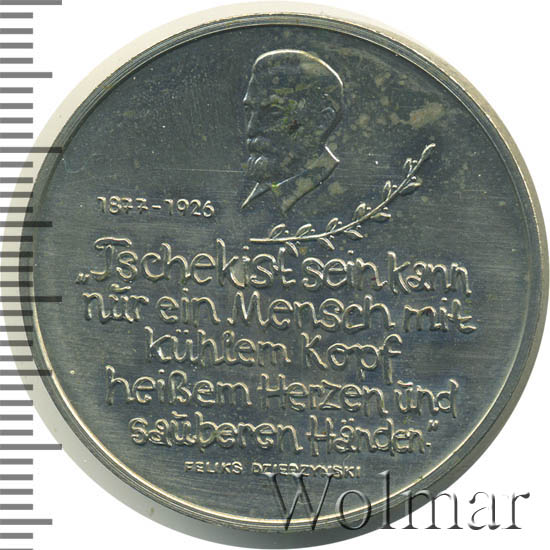 1877-1926
„Tschekist sein kann
nur ein Mensch mit
kühlem Kopf
heißem Herzen und
sauberen Händen."
FELIKS DZIERZYNSKI
Wolmar